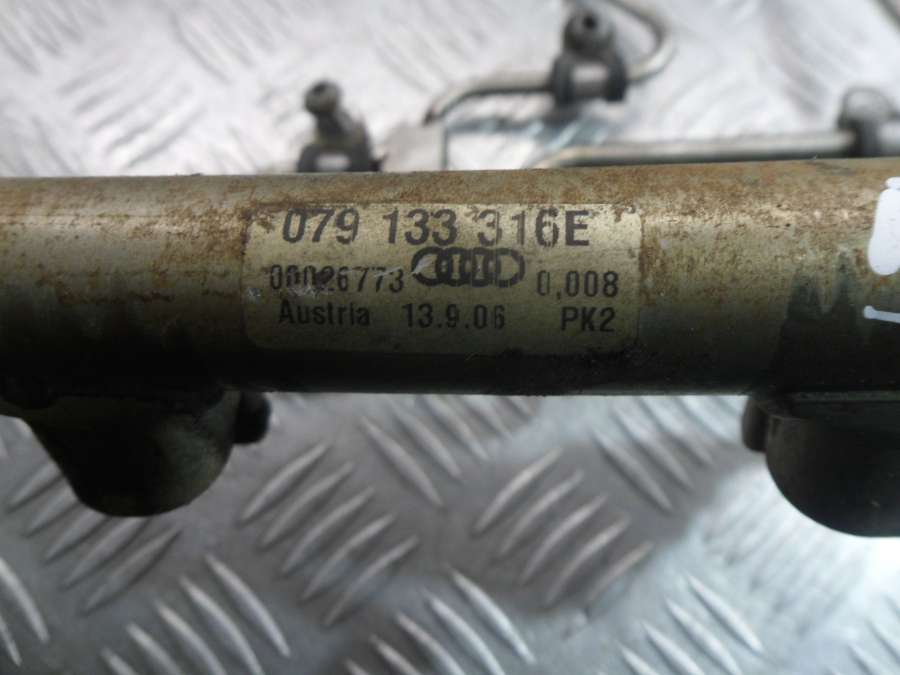 079 133 316E
00026773 0,008
Austria 13.9.06 PK2